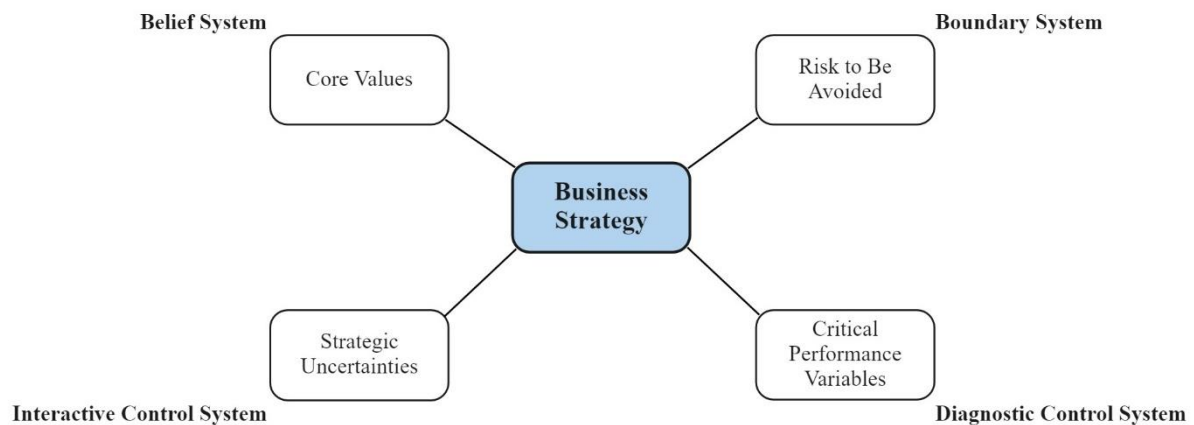 Belief System
Boundary System
Core Values
Risk to Be
Avoided
Business
Strategy
Strategic
Uncertainties
Critical
Performance
Variables
Interactive Control System
Diagnostic Control System